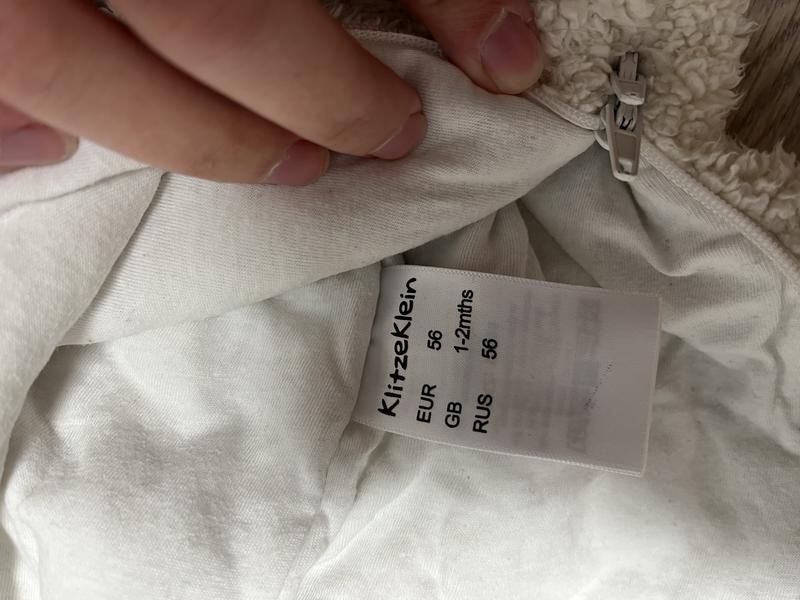 KlitzeKlein
EUR 56
GB 1-2mths
RUS 56